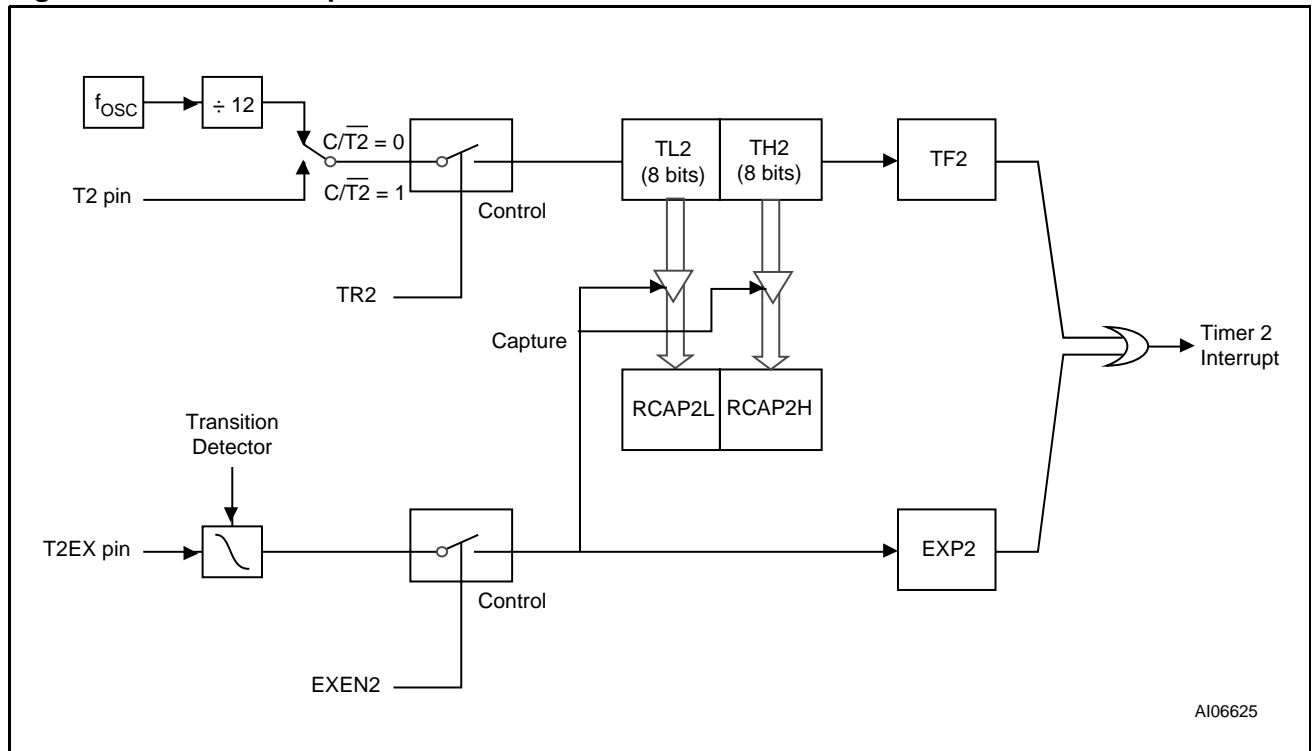 fOSC
÷ 12
C/T2 = 0
C/T2 = 1
T2 pin
Control
TR2
TL2
(8 bits)
TH2
(8 bits)
TF2
Capture
RCAP2L
RCAP2H
Timer 2
Interrupt
Transition
Detector
T2EX pin
Control
EXP2
EXEN2
AI06625